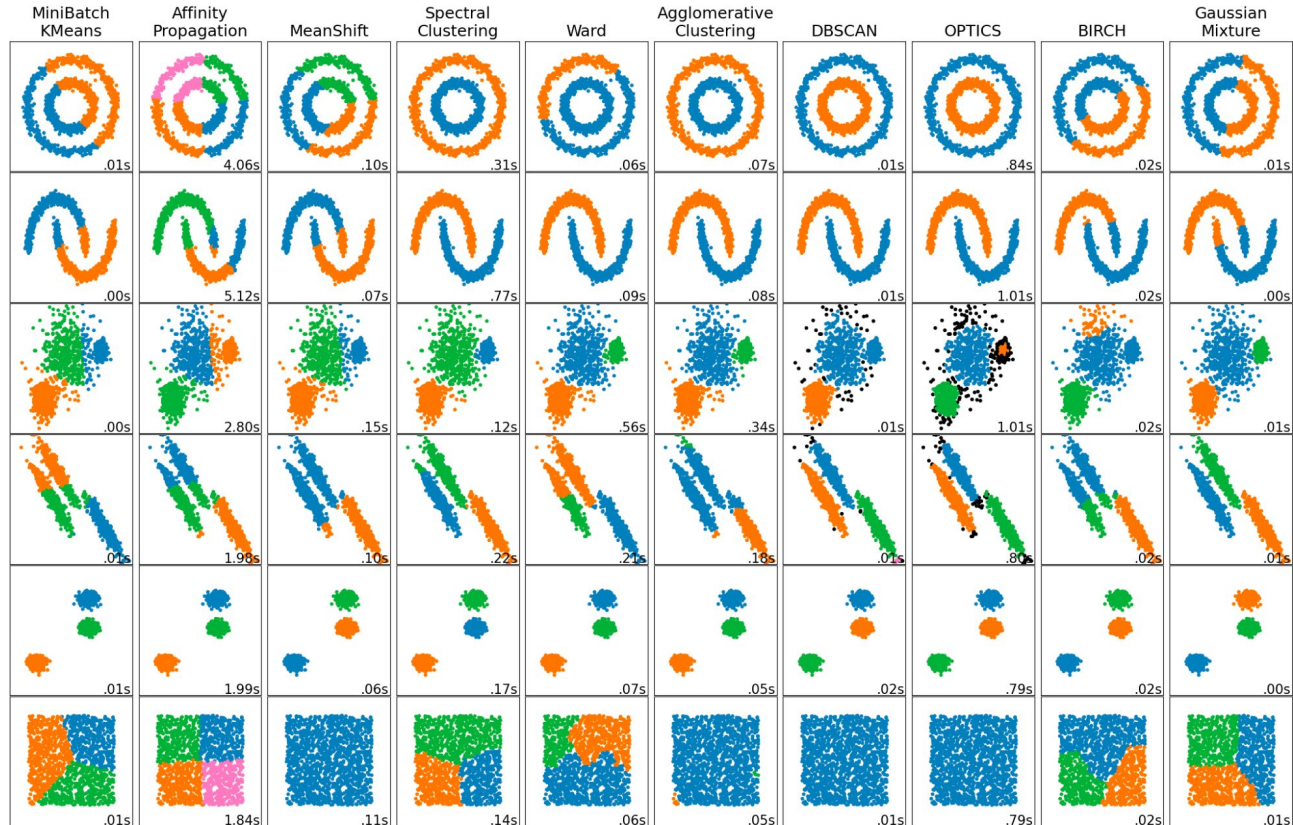 MiniBatch
KMeans
Affinity
Propagation
MeanShift
Spectral
Clustering
Ward
Agglomerative
Clustering
DBSCAN
OPTICS
BIRCH
Gaussian
Mixture
.01s
4.06s
.10s
.31s
.06s
.07s
.01s
.84s
.02s
.01s
.00s
5.12s
.07s
.77s
.09s
.08s
.01s
1.01s
.02s
.00s
.00s
2.80s
.15s
.12s
.56s
.34s
.01s
1.01s
.02s
.01s
.01s
1.98s
.10s
.22s
.21s
.18s
.01s
.80s
.02s
.01s
.01s
1.99s
.06s
.17s
.07s
.05s
.02s
.79s
.02s
.00s
.01s
1.84s
.11s
.14s
.06s
.05s
.01s
.79s
.02s
.01s